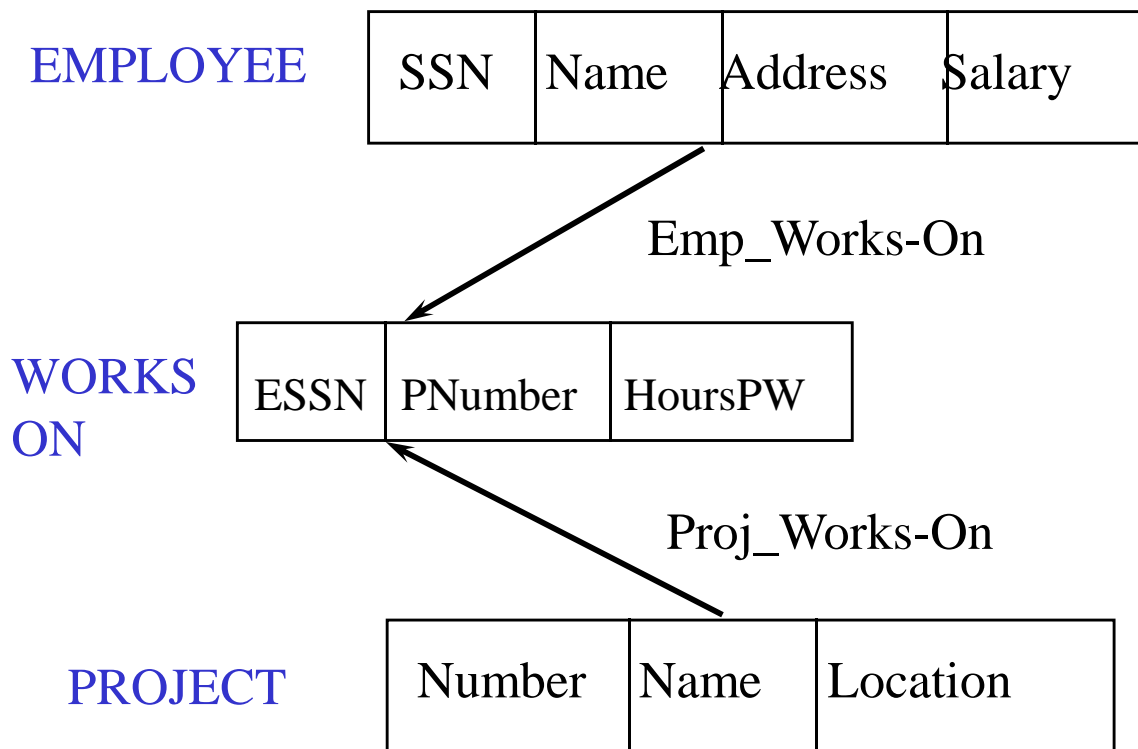 EMPLOYEE SSN Name Address Salary
Emp_Works-On
WORKS
ON
ESSN PNumber HoursPW
Proj_Works-On
PROJECT Number Name Location